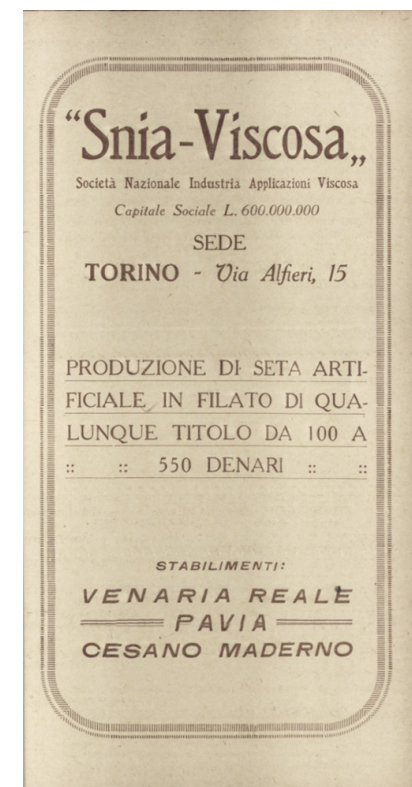 “Snia-Viscosa„
Società Nazionale Industria Applicazioni Viscosa
Capitale Sociale L. 600.000.000
SEDE
TORINO - Via Alfieri, 15
PRODUZIONE DI SETA ARTI-
FICIALE IN FILATO DI QUA-
LUNQUE TITOLO DA 100 A
:: :: 550 DENARI :: ::
STABILIMENTI:
VENARIA REALE
PAVIA
CESANO MADERNO